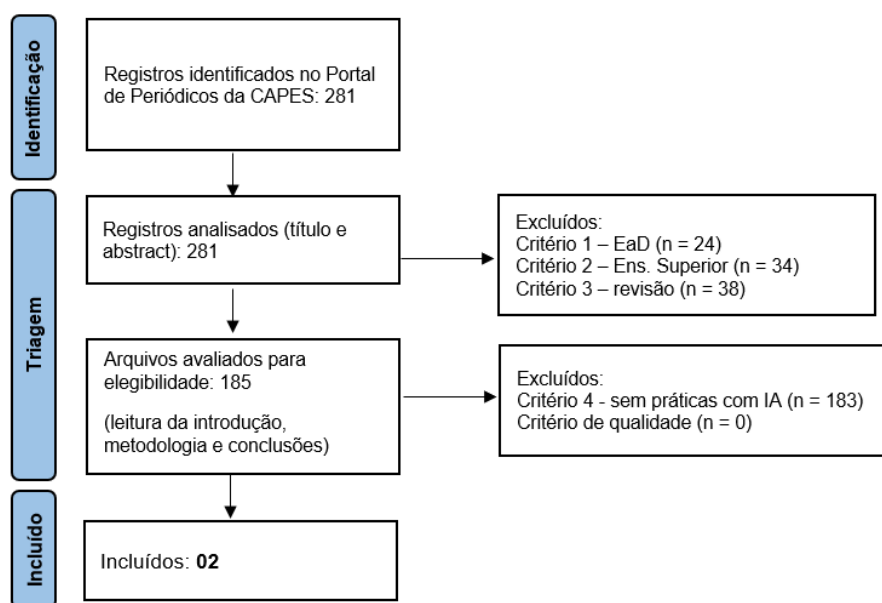 Identificação
Registros identificados no Portal
de Periódicos da CAPES: 281
Triagem
Registros analisados (título e
abstract): 281
Excluídos:
Critério 1 – EaD (n = 24)
Critério 2 – Ens. Superior (n = 34)
Critério 3 – revisão (n = 38)
Arquivos avaliados para
elegibilidade: 185
(leitura da introdução,
metodologia e conclusões)
Excluídos:
Critério 4 - sem práticas com IA (n = 183)
Critério de qualidade (n = 0)
Incluído
Incluídos: 02